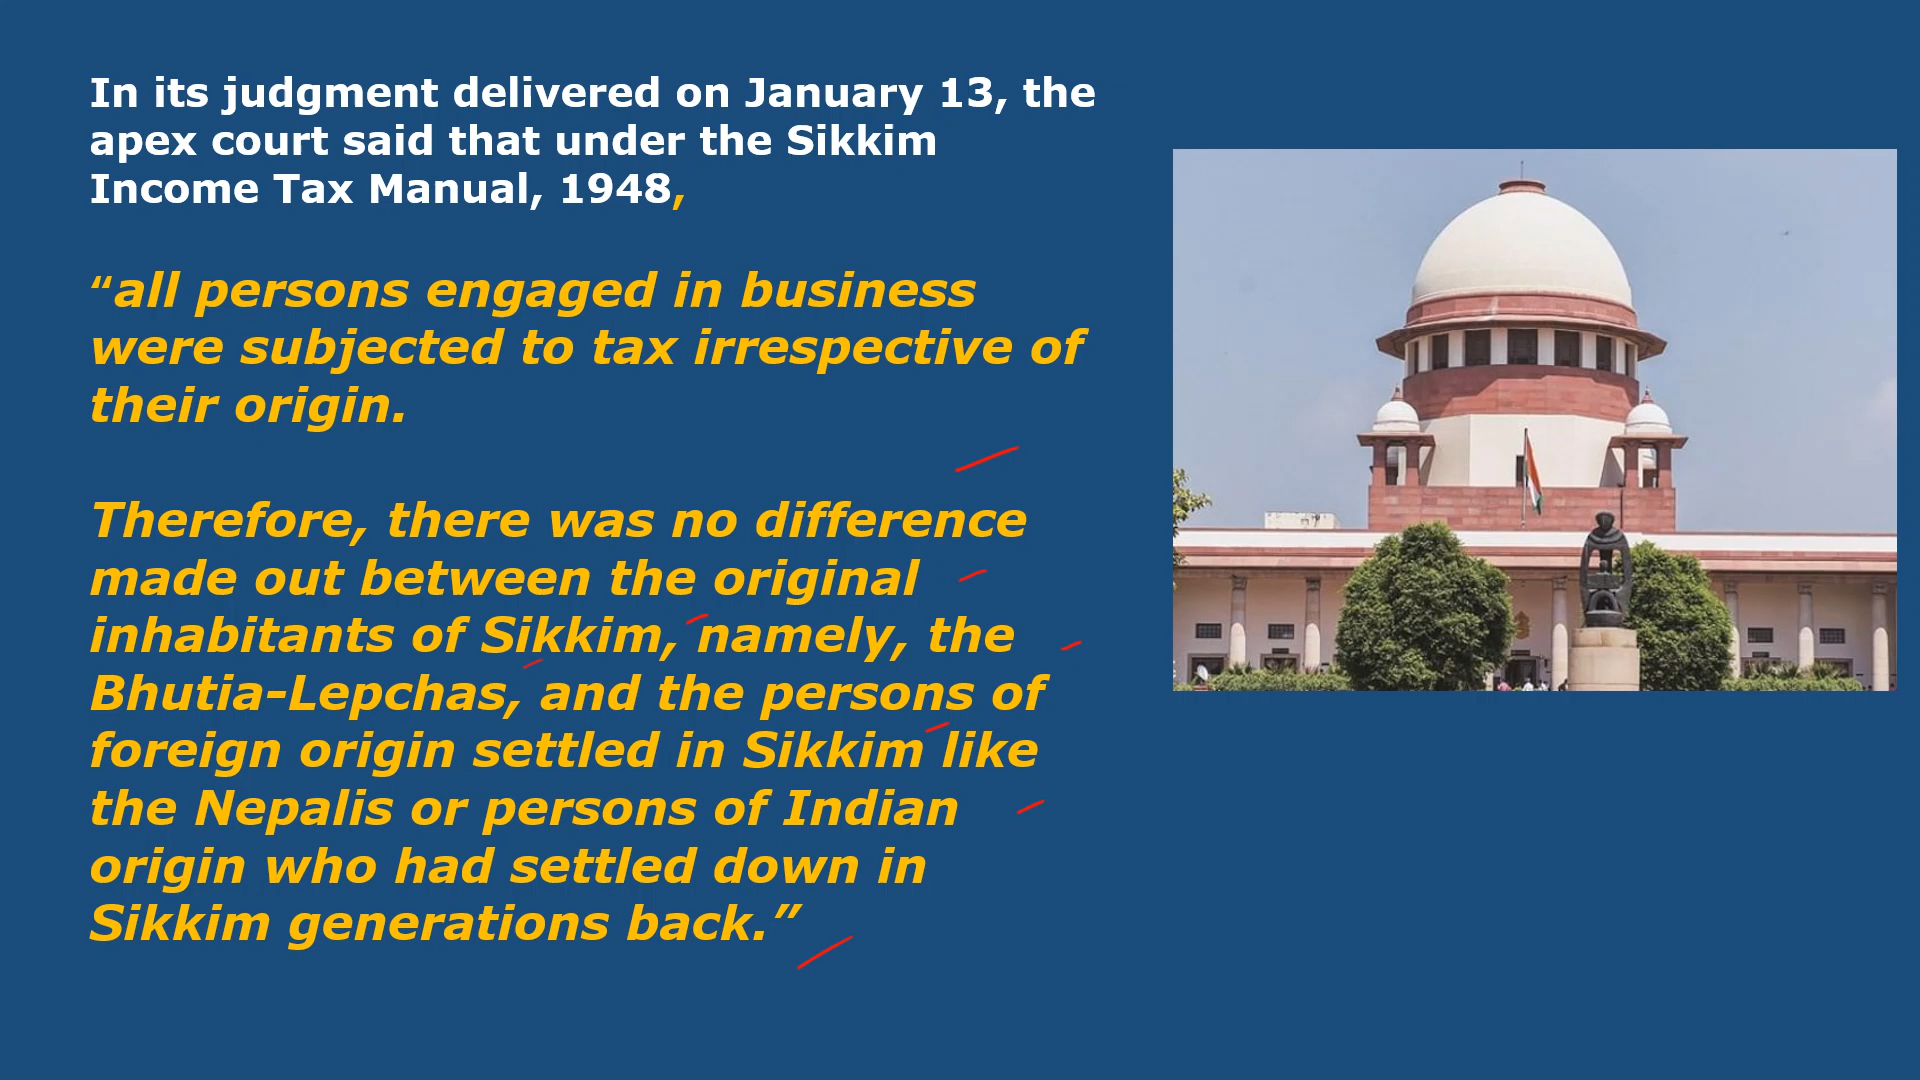 In its judgment delivered on January 13, the
apex court said that under the Sikkim
Income Tax Manual, 1948,
“all persons engaged in business
were subjected to tax irrespective of
their origin.
Therefore, there was no difference
made out between the original
inhabitants of Sikkim, namely, the
Bhutia-Lepchas, and the persons of
foreign origin settled in Sikkim like
the Nepalis or persons of Indian
origin who had settled down in
Sikkim generations back.”